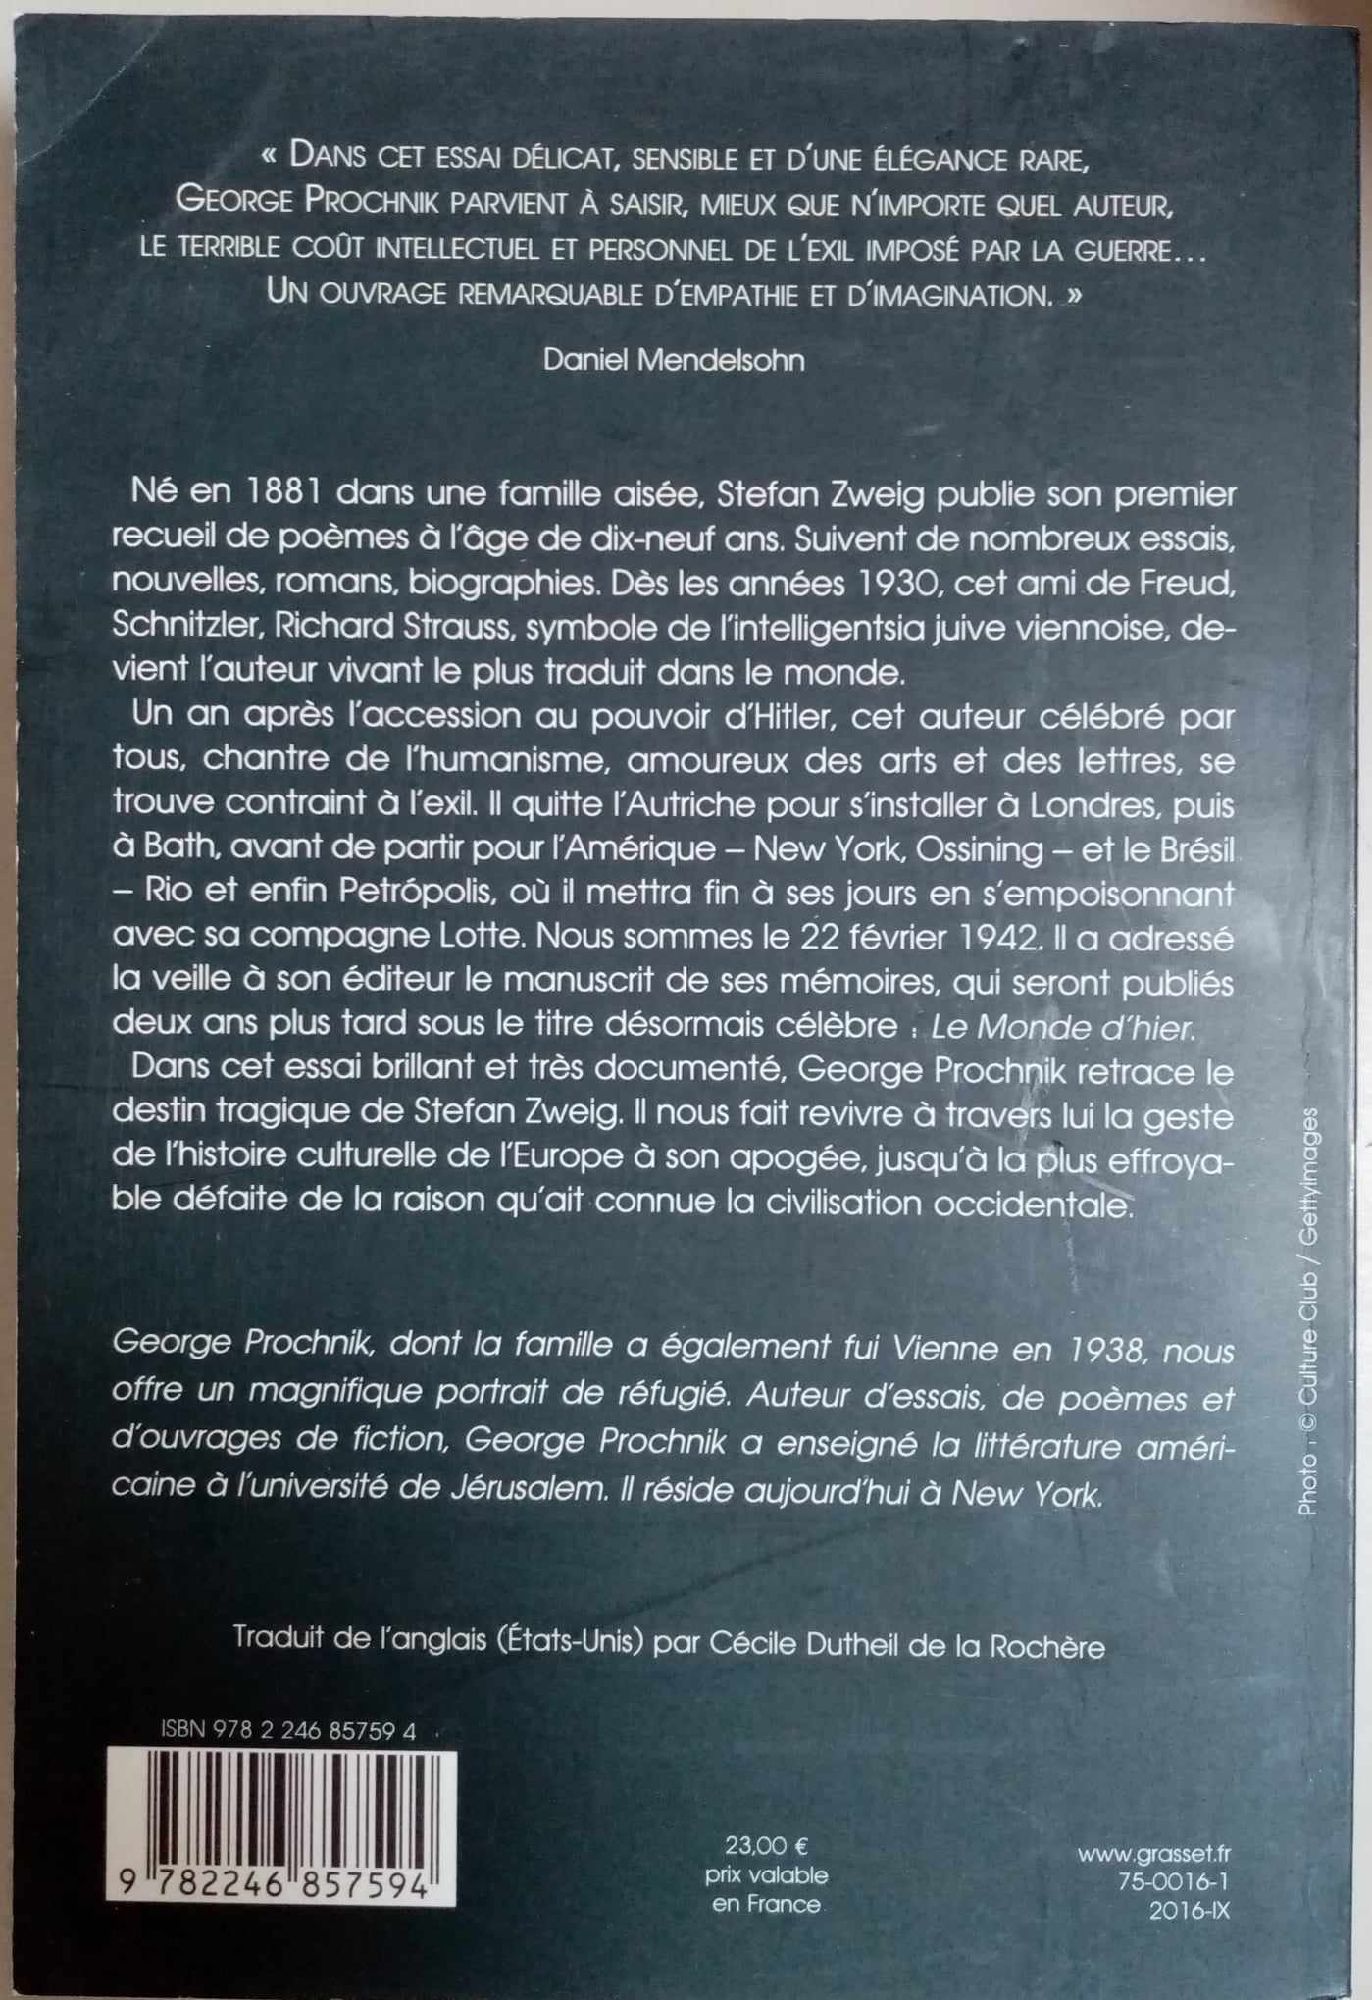 « DANS CET ESSAI DÉLICAT, SENSIBLE ET D'UNE ÉLÉGANCE RARE,
GEORGE PROCHNIK PARVIENT À SAISIR, MIEUX QUE N'IMPORTE QUEL AUTEUR,
LE TERRIBLE COÛT INTELLECTUEL ET PERSONNEL DE L'EXIL IMPOSÉ PAR LA GUERRE...
UN OUVRAGE REMARQUABLE D'EMPATHIE ET D'IMAGINATION. »
Daniel Mendelsohn
Né en 1881 dans une famille aisée, Stefan Zweig publie son premier
recueil de poèmes à l'âge de dix-neuf ans. Suivent de nombreux essais,
nouvelles, romans, biographies. Dès les années 1930, cet ami de Freud,
Schnitzler, Richard Strauss, symbole de l'intelligentsia juive viennoise, de-
vient l'auteur vivant le plus traduit dans le monde.
Un an après l'accession au pouvoir d'Hitler, cet auteur célébré par
tous, chantre de l'humanisme, amoureux des arts et des lettres, se
trouve contraint à l'exil. Il quitte l'Autriche pour s'installer à Londres, puis
à Bath, avant de partir pour l'Amérique – New York, Ossining – et le Brésil
– Rio et enfin Petrópolis, où il mettra fin à ses jours en s'empoisonnant
avec sa compagne Lotte. Nous sommes le 22 février 1942. Il a adressé
la veille à son éditeur le manuscrit de ses mémoires, qui seront publiés
deux ans plus tard sous le titre désormais célèbre : Le Monde d'hier.
Dans cet essai brillant et très documenté, George Prochnik retrace le
destin tragique de Stefan Zweig. Il nous fait revivre à travers lui la geste
de l'histoire culturelle de l'Europe à son apogée, jusqu'à la plus effroya-
ble défaite de la raison qu'ait connue la civilisation occidentale.
George Prochnik, dont la famille a également fui Vienne en 1938, nous
offre un magnifique portrait de réfugié. Auteur d'essais, de poèmes et
d'ouvrages de fiction, George Prochnik a enseigné la littérature améri-
caine à l'université de Jérusalem. Il réside aujourd'hui à New York.
Photo : © Culture Club / Gettyimages
Traduit de l'anglais (États-Unis) par Cécile Dutheil de la Rochère
ISBN 978 2 246 85759 4
9 782246 857594
23,00 €
prix valable
en France
www.grasset.fr
75-0016-1
2016-IX